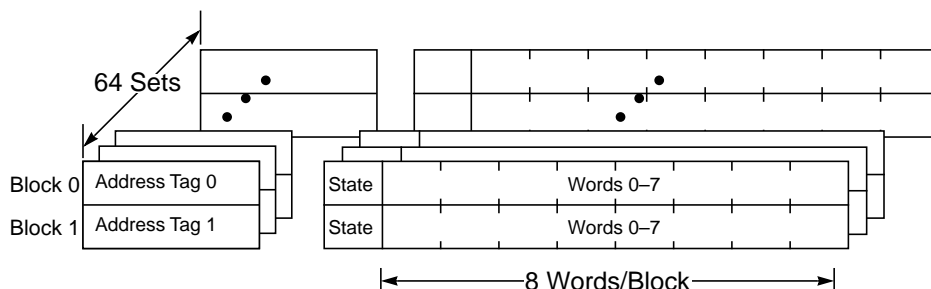 64 Sets
Block 0 Address Tag 0 State Words 0–7
Block 1 Address Tag 1 State Words 0–7
8 Words/Block